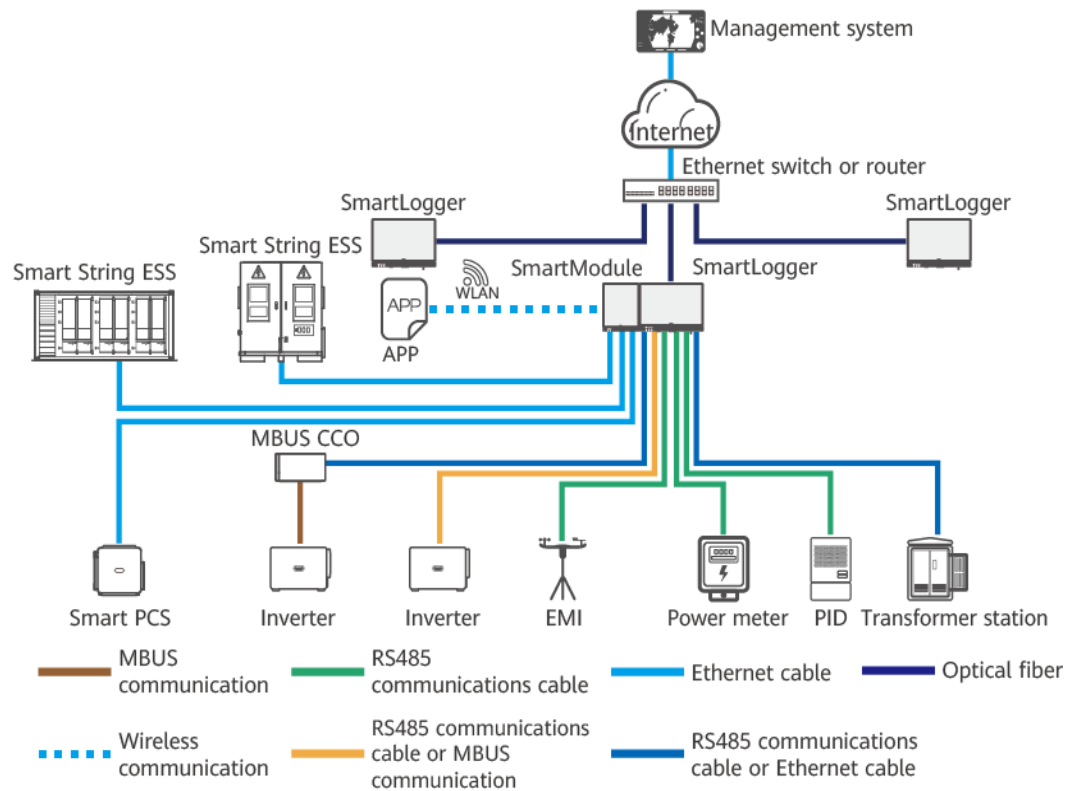 Management system
Internet
Ethernet switch or router
SmartLogger
SmartLogger
Smart String ESS
SmartModule
SmartLogger
Smart String ESS
WLAN
APP
APP
MBUS CCO
Smart PCS
Inverter
Inverter
EMI
Power meter
PID
Transformer station
MBUS
communication
RS485
communications cable
Ethernet cable
Optical fiber
Wireless
communication
RS485 communications
cable or MBUS
communication
RS485 communications
cable or Ethernet cable